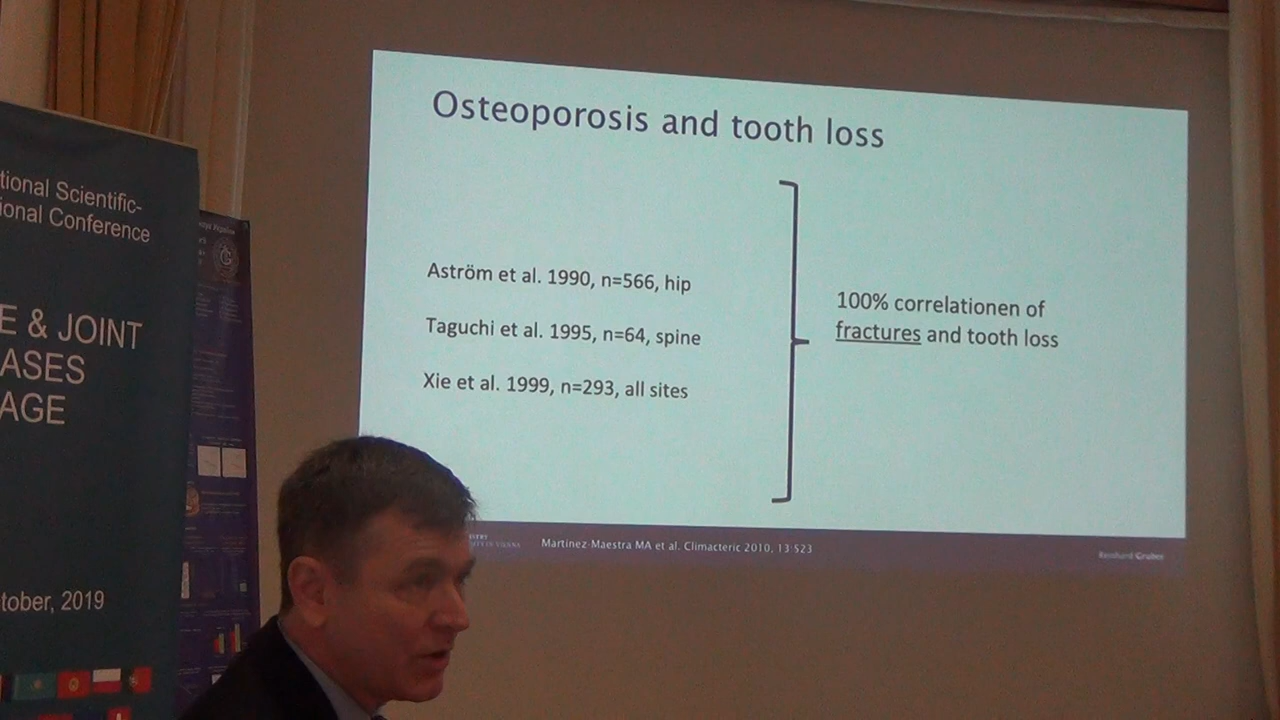 tional Scientific-
ional Conference
E & JOINT
ASES
AGE
tober, 2019
Osteoporosis and tooth loss
Aström et al. 1990, n=566, hip
Taguchi et al. 1995, n=64, spine
Xie et al. 1999, n=293, all sites
100% correlationen of
fractures and tooth loss
Martinez-Maestra MA et al. Climacteric 2010, 13:523
Reinhard Gruber